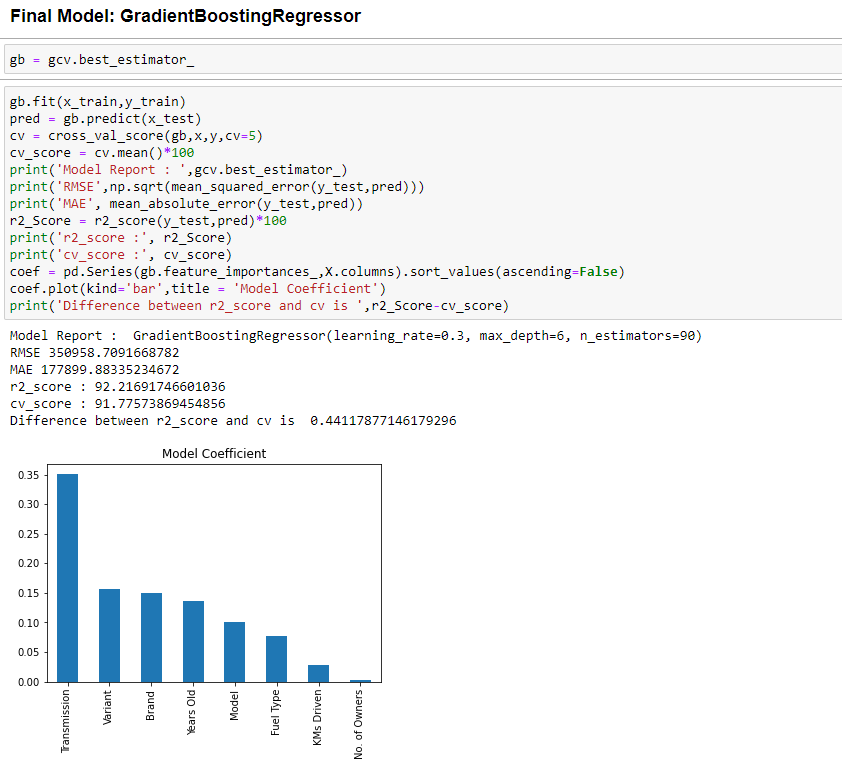 Final Model: GradientBoostingRegressor
gb = gcv.best_estimator_
gb.fit(x_train,y_train)
pred = gb.predict(x_test)
cv = cross_val_score(gb,x,y,cv=5)
cv_score = cv.mean()*100
print('Model Report : ',gcv.best_estimator_)
print('RMSE',np.sqrt(mean_squared_error(y_test,pred)))
print('MAE', mean_absolute_error(y_test,pred))
r2_Score = r2_score(y_test,pred)*100
print('r2_score :', r2_Score)
print('cv_score :', cv_score)
coef = pd.Series(gb.feature_importances_,X.columns).sort_values(ascending=False)
coef.plot(kind='bar',title = 'Model Coefficient')
print('Difference between r2_score and cv is ',r2_Score-cv_score)
Model Report :  GradientBoostingRegressor(learning_rate=0.3, max_depth=6, n_estimators=90)
RMSE 350958.7091668782
MAE 177899.88335234672
r2_score : 92.21691746601036
cv_score : 91.77573869454856
Difference between r2_score and cv is  0.44117877146179296
Model Coefficient
0.35
0.30
0.25
0.20
0.15
0.10
0.05
0.00
Transmission
Variant
Brand
Years Old
Model
Fuel Type
KMs Driven
No. of Owners